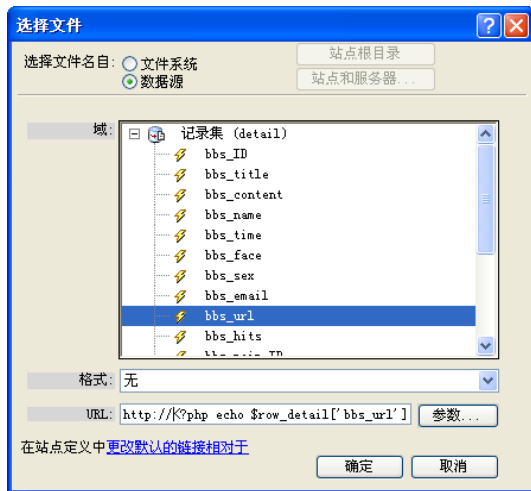 选择文件
选择文件名自: 文件系统 站点根目录
数据源 站点和服务器...
域: 记录集 (detail)
bbs_ID
bbs_title
bbs_content
bbs_name
bbs_time
bbs_face
bbs_sex
bbs_email
bbs_url
bbs_hits
格式: 无
URL: http://<?php echo $row_detail['bbs_url'] 参数...
在站点定义中更改默认的链接相对于
确定 取消